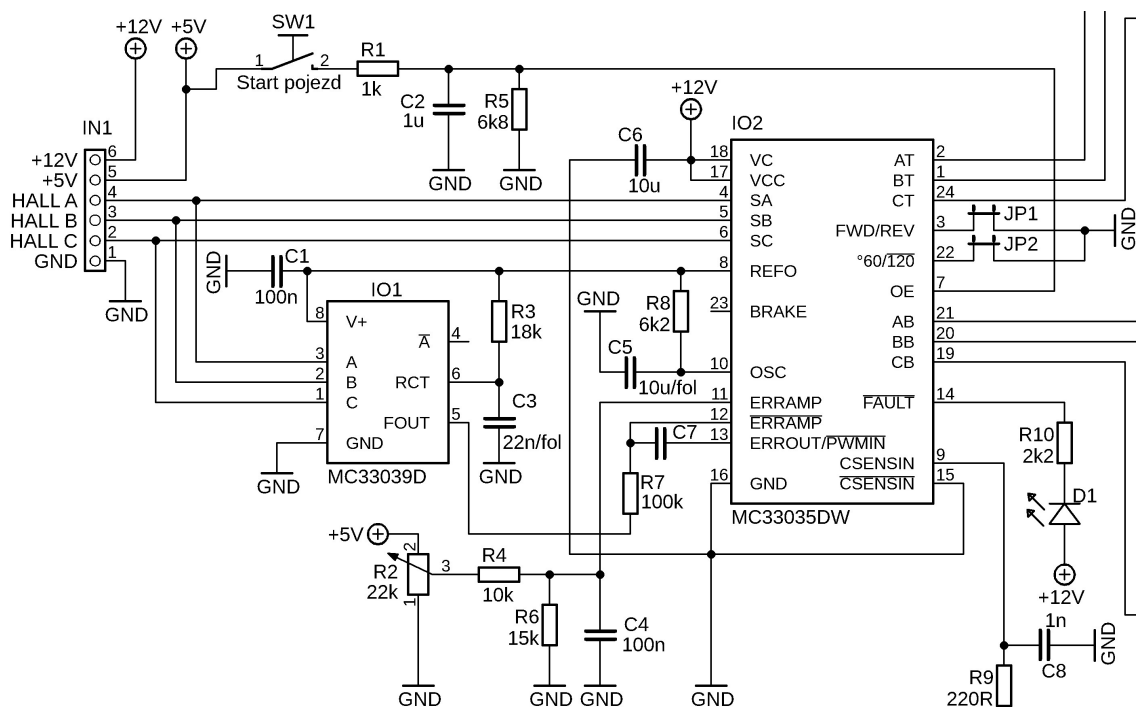 +12V +5V
SW1
1 2
Start pojezd
R1
1k
C2
1u
R5
6k8
GND GND
+12V
C6
10u
IO2
IN1
+12V 6
+5V 5
HALL A 4
HALL B 3
HALL C 2
GND 1
GND
18 VC AT 2
17 VCC BT 1
4 SA CT 24
5 SB FWD/REV 3
6 SC °60/120 22
8 REFO OE 7
23 BRAKE AB 21
BB 20
10 OSC CB 19
11 ERRAMP FAULT 14
12 ERRAMP
13 ERROUT/PWMIN
CSENSIN 9
16 GND CSENSIN 15
MC33035DW
JP1
JP2
GND
GND
C1
100n
IO1
8 V+
A 4
3 A
2 B RCT 6
1 C
FOUT 5
7 GND
MC33039D
GND
R3
18k
C3
22n/fol
GND
GND
R8
6k2
C5
10u/fol
C7
R7
100k
+5V
2
R2
22k
3
1
GND
R4
10k
R6
15k
GND
C4
100n
GND
GND
R10
2k2
D1
+12V
1n
C8
GND
R9
220R